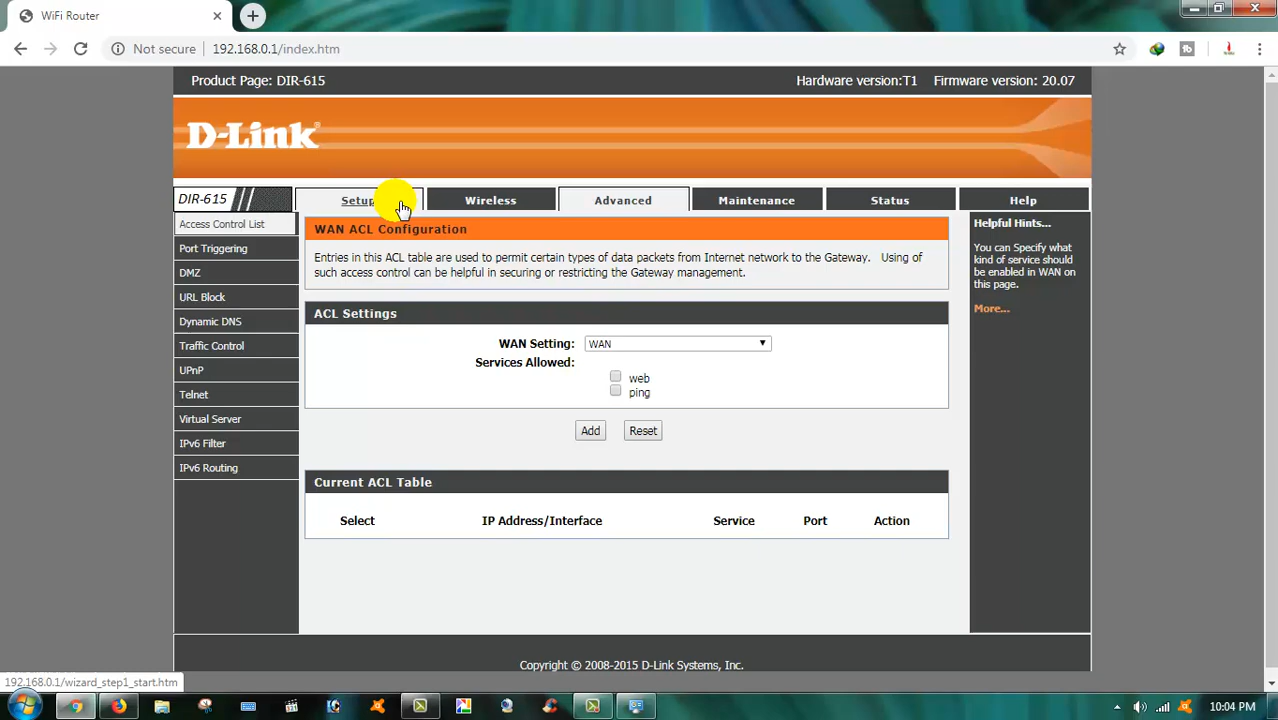 WiFi Router
Not secure
192.168.0.1/index.htm
Product Page: DIR-615
Hardware version:T1
Firmware version: 20.07
D-Link
DIR-615
Setup
Wireless
Advanced
Maintenance
Status
Help
Access Control List
Port Triggering
DMZ
URL Block
Dynamic DNS
Traffic Control
UPnP
Telnet
Virtual Server
IPv6 Filter
IPv6 Routing
WAN ACL Configuration
Entries in this ACL table are used to permit certain types of data packets from Internet network to the Gateway. Using of
such access control can be helpful in securing or restricting the Gateway management.
ACL Settings
WAN Setting:
WAN
Services Allowed:
web
ping
Add
Reset
Current ACL Table
Select
IP Address/Interface
Service
Port
Action
Helpful Hints...
You can Specify what
kind of service should
be enabled in WAN on
this page.
More...
Copyright © 2008-2015 D-Link Systems, Inc.
192.168.0.1/wizard_step1_start.htm
10:04 PM